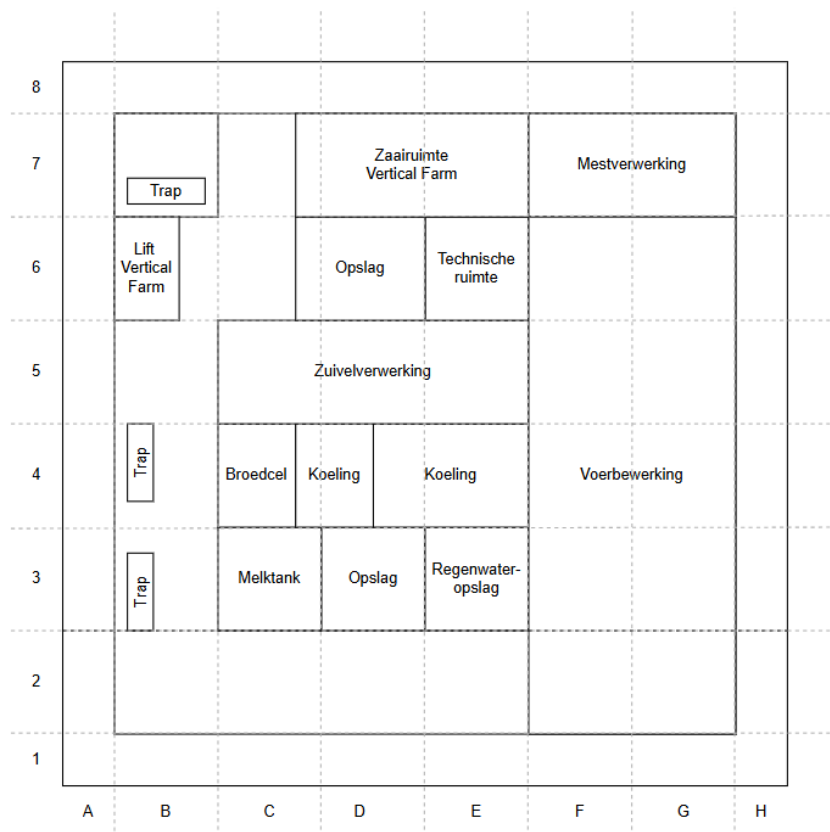 8
7
Zaairuimte
Vertical Farm
Mestverwerking
Trap
6
Lift
Vertical
Farm
Opslag
Technische
ruimte
5
Zuivelverwerking
4
Trap
Broedcel
Koeling
Koeling
Voerbewerking
3
Trap
Melktank
Opslag
Regenwater-
opslag
2
1
A
B
C
D
E
F
G
H